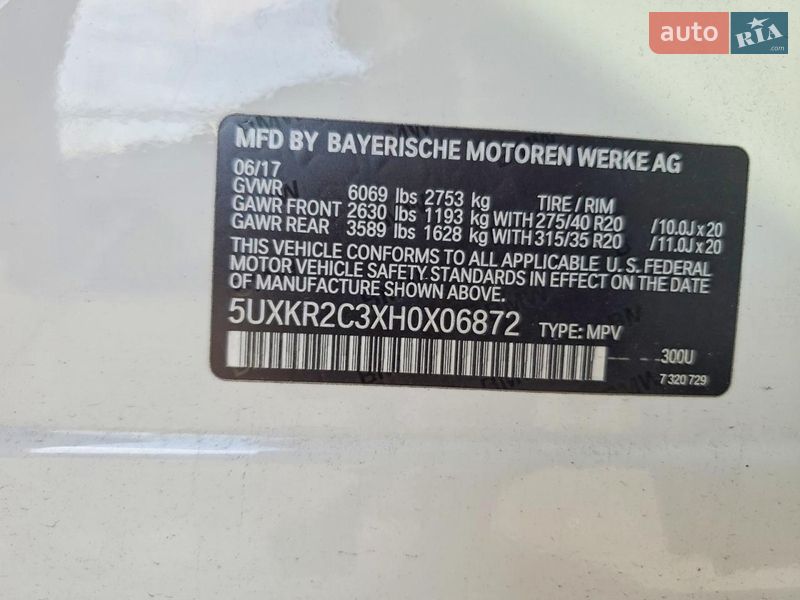 auto RIA.com
MFD BY BAYERISCHE MOTOREN WERKE AG
06/17
GVWR 6069 lbs 2753 kg TIRE / RIM
GAWR FRONT 2630 lbs 1193 kg WITH 275/40 R20 /10.0J x 20
GAWR REAR 3589 lbs 1628 kg WITH 315/35 R20 /11.0J x 20
THIS VEHICLE CONFORMS TO ALL APPLICABLE U. S. FEDERAL
MOTOR VEHICLE SAFETY STANDARDS IN EFFECT ON THE DATE
OF MANUFACTURE SHOWN ABOVE.
5UXKR2C3XH0X06872 TYPE: MPV
300U
7 320 729